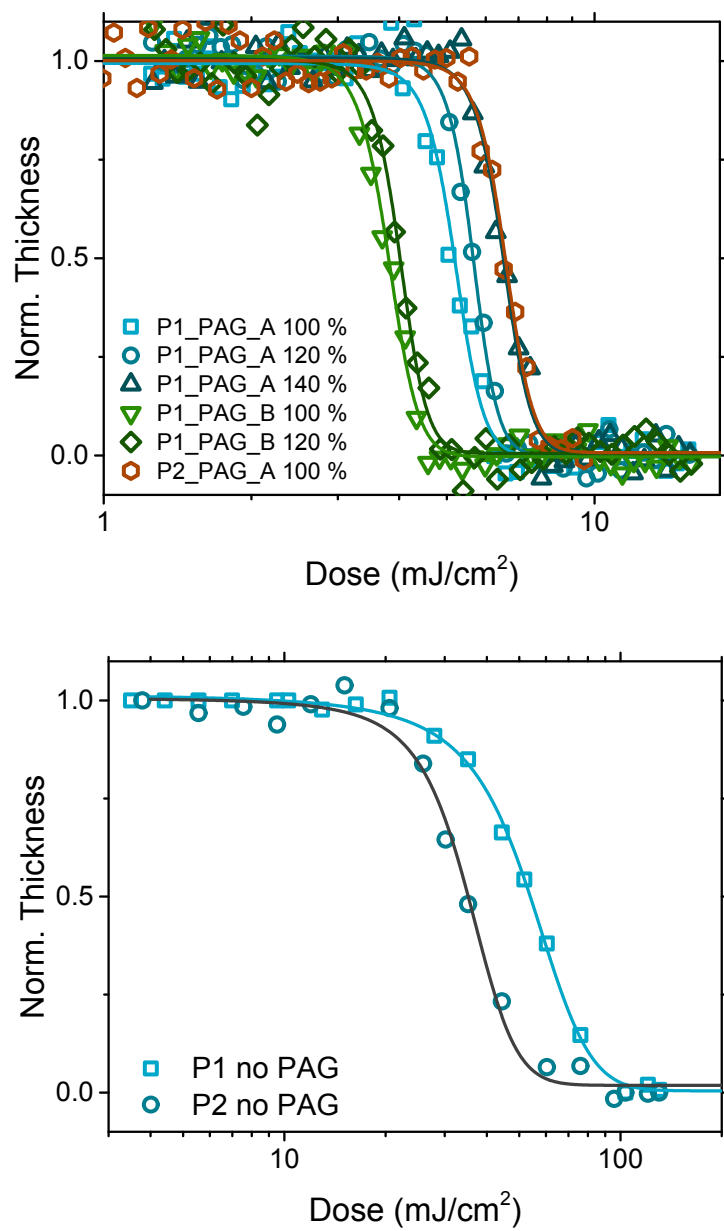 1.0
0.5
0.0
Norm. Thickness
P1_PAG_A 100 %
P1_PAG_A 120 %
P1_PAG_A 140 %
P1_PAG_B 100 %
P1_PAG_B 120 %
P2_PAG_A 100 %
1 10
Dose (mJ/cm²)
1.0
0.5
0.0
Norm. Thickness
P1 no PAG
P2 no PAG
10 100
Dose (mJ/cm²)